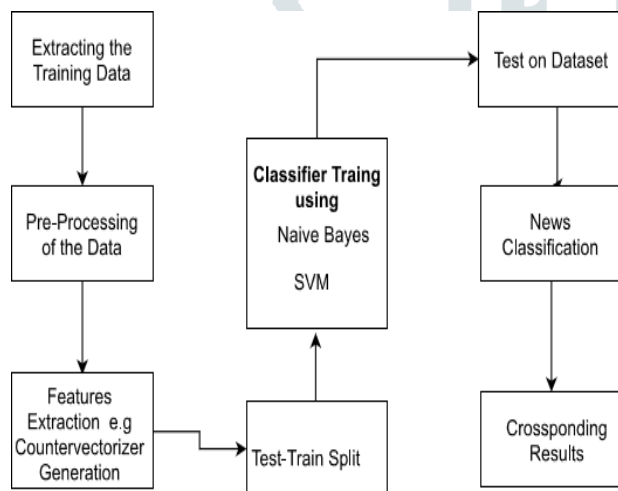 Extracting the
Training Data
Pre-Processing
of the Data
Features
Extraction e.g
Countervectorizer
Generation
Test-Train Split
Classifier Traing
using
Naive Bayes
SVM
Test on Dataset
News
Classification
Crossponding
Results